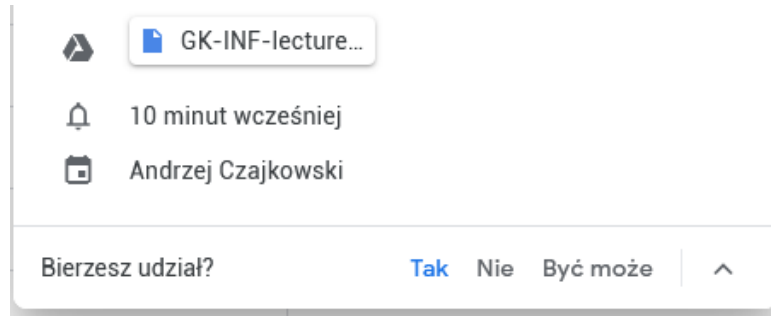 GK-INF-lecture…
10 minut wcześniej
Andrzej Czajkowski
Bierzesz udział? Tak Nie Być może